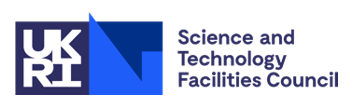 UK
RI
Science and
Technology
Facilities Council